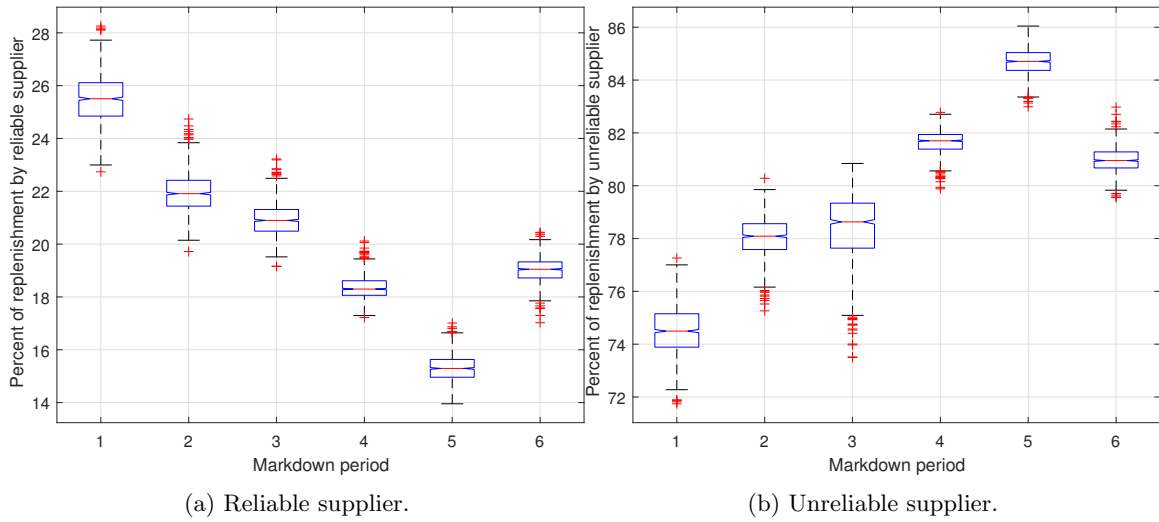 Percent of replenishment by reliable supplier
28
26
24
22
20
18
16
14
1 2 3 4 5 6
Markdown period
(a) Reliable supplier.
Percent of replenishment by unreliable supplier
86
84
82
80
78
76
74
72
1 2 3 4 5 6
Markdown period
(b) Unreliable supplier.